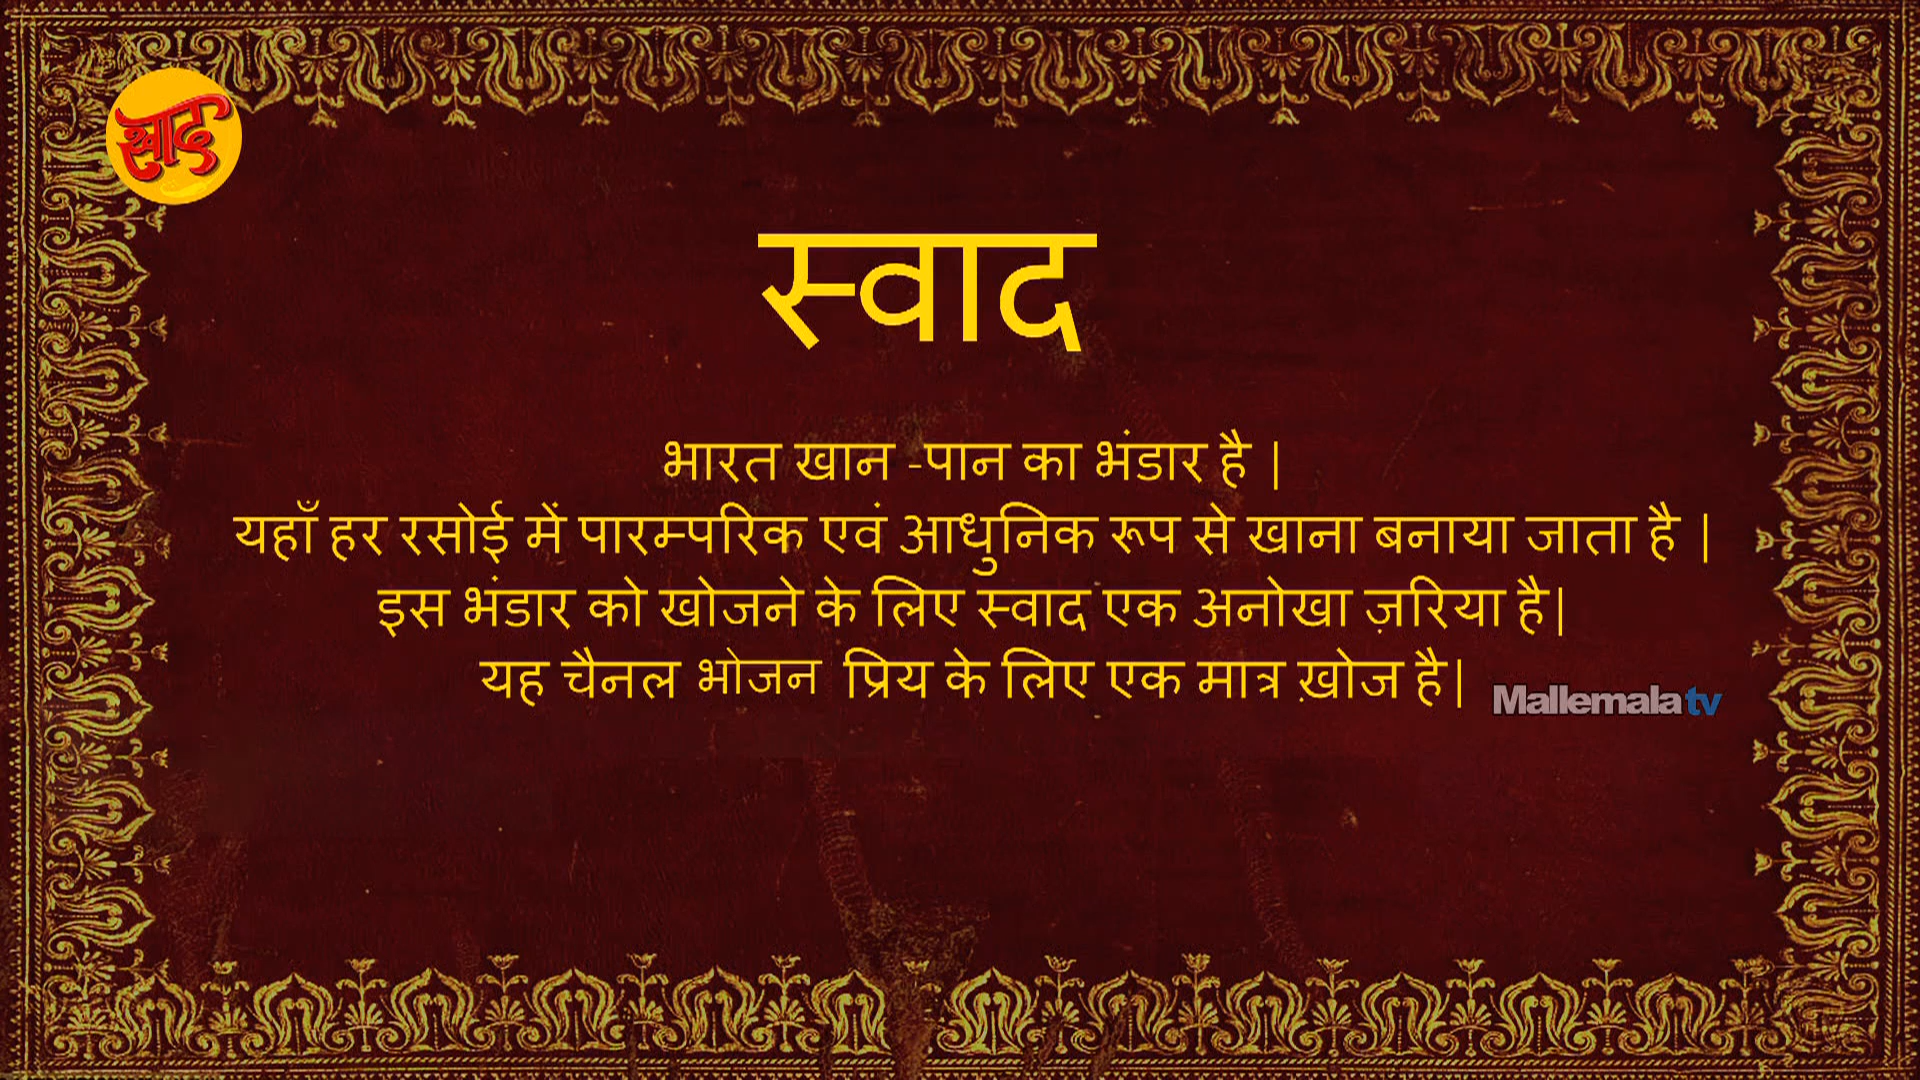 स्वाद
स्वाद
भारत खान -पान का भंडार है |
यहाँ हर रसोई में पारम्परिक एवं आधुनिक रूप से खाना बनाया जाता है |
इस भंडार को खोजने के लिए स्वाद एक अनोखा ज़रिया है|
यह चैनल भोजन प्रिय के लिए एक मात्र ख़ोज है|
Mallemalatv